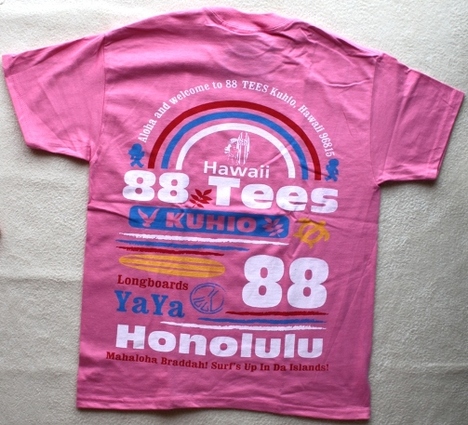 Aloha and welcome to 88 TEES Kuhio, Hawaii 96815
Hawaii
88 Tees
KUHIO
88
Longboards
YaYa
Honolulu
Mahaloha Braddah! Surf's Up In Da Islands!